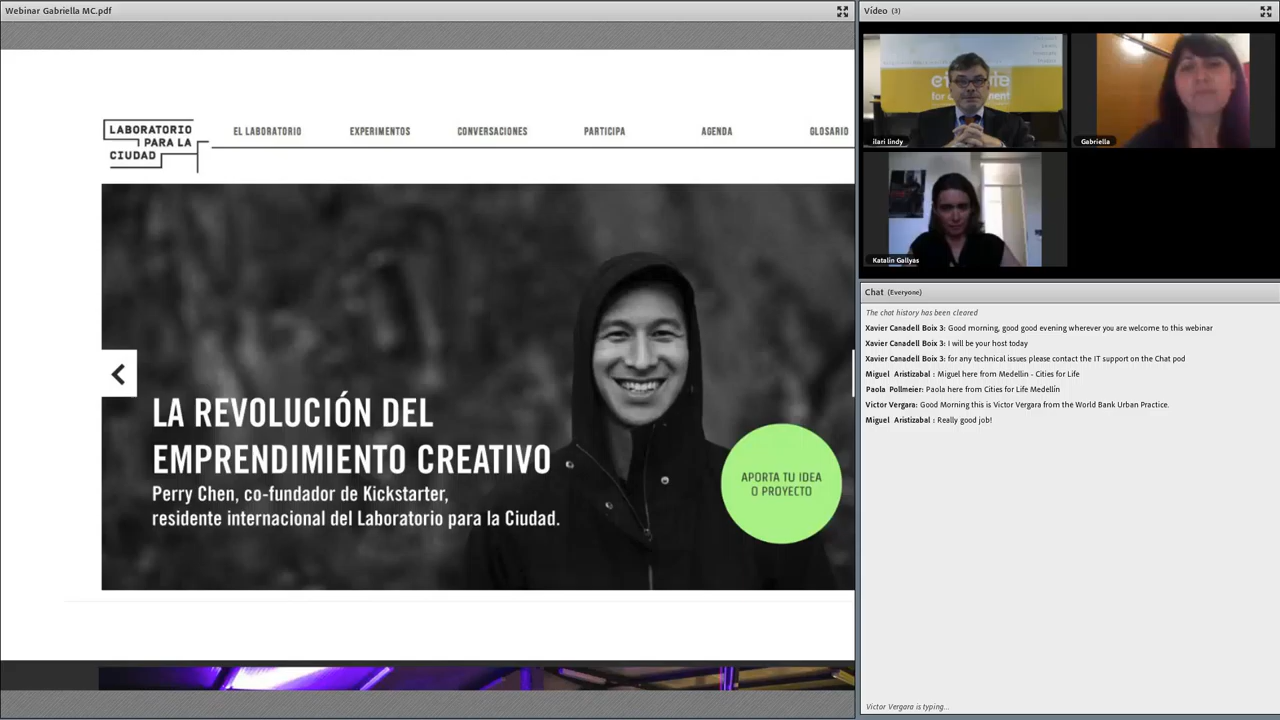 Webinar Gabriella MC.pdf
LABORATORIO
PARA LA
CIUDAD
EL LABORATORIO EXPERIMENTOS CONVERSACIONES PARTICIPA AGENDA GLOSARIO
LA REVOLUCIÓN DEL
EMPRENDIMIENTO CREATIVO
Perry Chen, co-fundador de Kickstarter,
residente internacional del Laboratorio para la Ciudad.
APORTA TU IDEA
O PROYECTO
Vídeo (3)
ilari lindy
Gabriella
Katalin Gallyas
Chat (Everyone)
The chat history has been cleared
Xavier Canadell Boix 3: Good morning, good good evening wherever you are welcome to this webinar
Xavier Canadell Boix 3: I will be your host today
Xavier Canadell Boix 3: for any technical issues please contact the IT support on the Chat pod
Miguel Aristizabal : Miguel here from Medellin - Cities for Life
Paola Pollmeier: Paola here from Cities for Life Medellín
Victor Vergara: Good Morning this is Victor Vergara from the World Bank Urban Practice.
Miguel Aristizabal : Really good job!
Victor Vergara is typing...